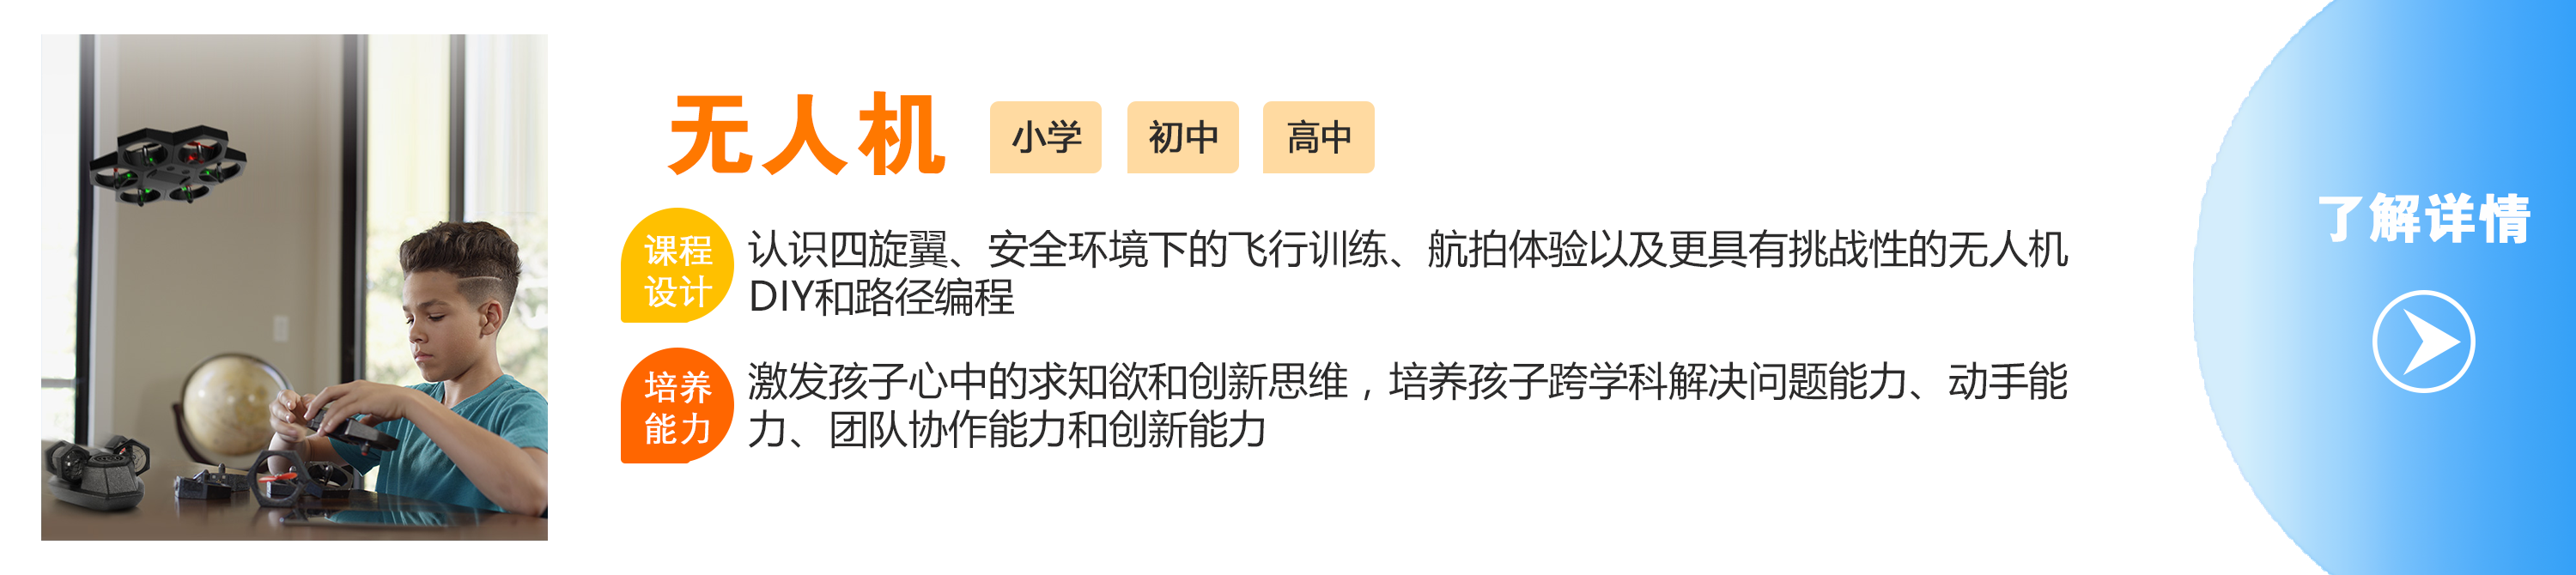 无人机 小学 初中 高中
课程
设计
认识四旋翼、安全环境下的飞行训练、航拍体验以及更具有挑战性的无人机
DIY和路径编程
培养
能力
激发孩子心中的求知欲和创新思维，培养孩子跨学科解决问题能力、动手能
力、团队协作能力和创新能力
了解详情